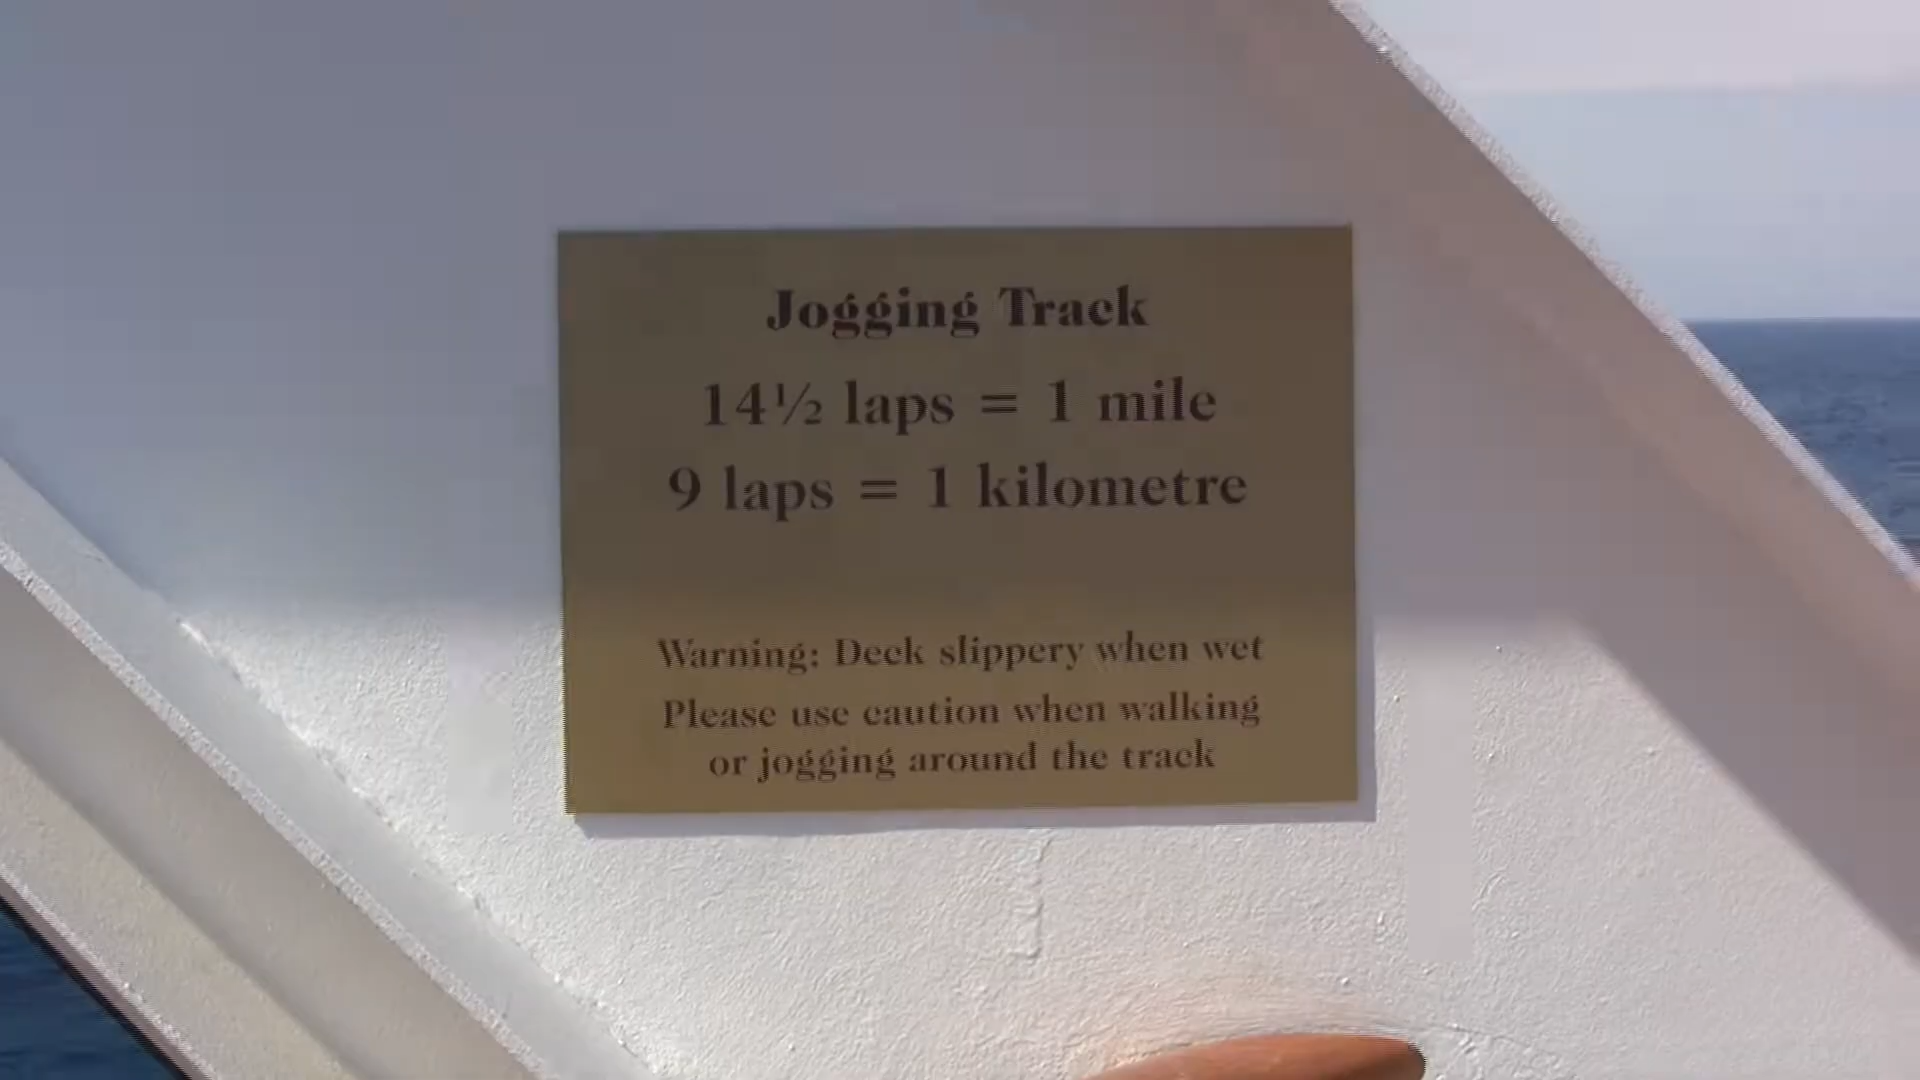 Jogging Track
14½ laps = 1 mile
9 laps = 1 kilometre
Warning: Deck slippery when wet
Please use caution when walking
or jogging around the track